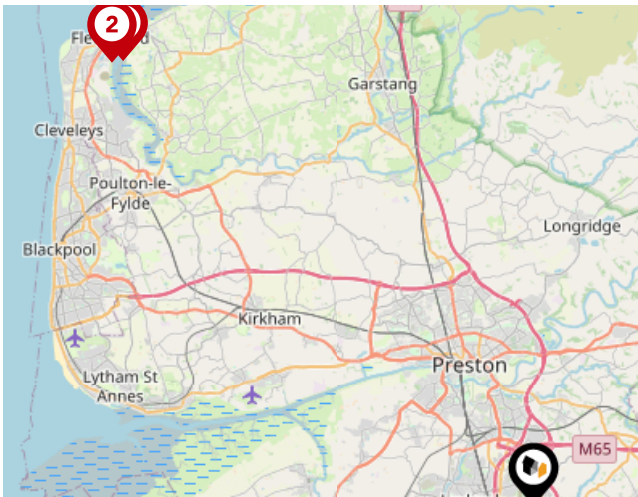 2
Garstang
Cleveleys
Poulton-le-
Fylde
Longridge
Blackpool
Kirkham
Preston
Lytham St
Annes
M65